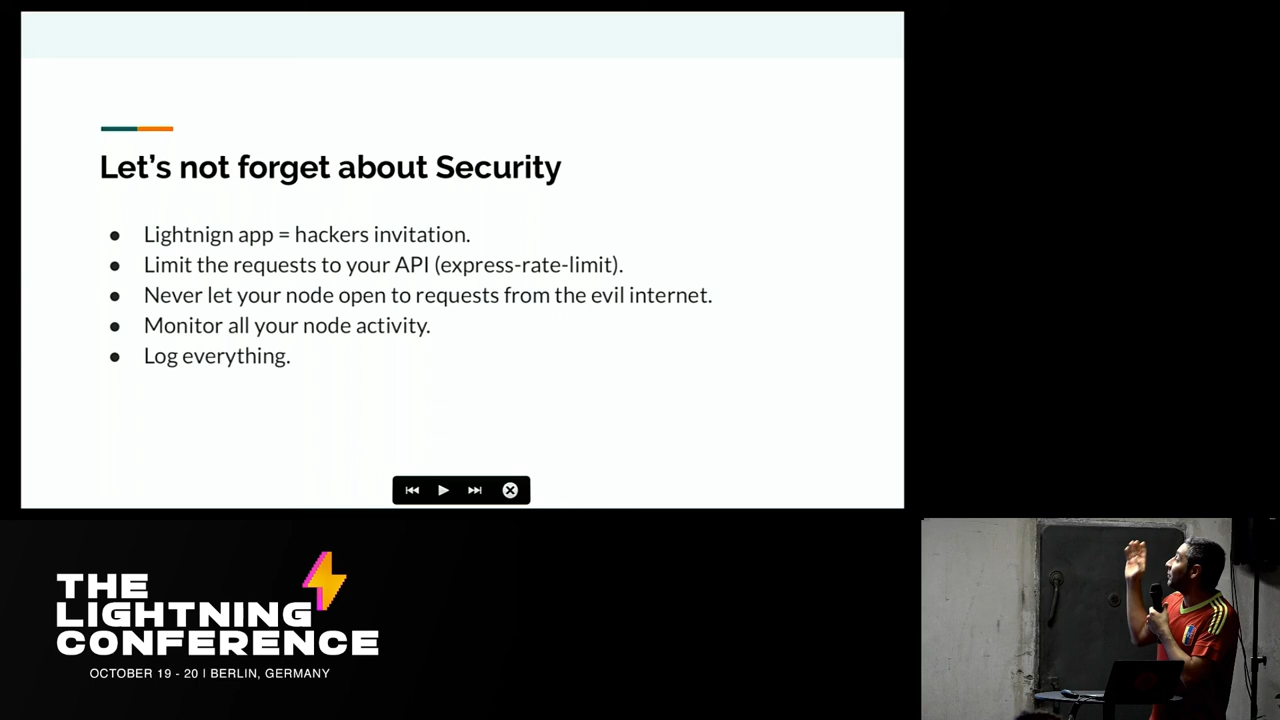 Let's not forget about Security
● Lightnign app = hackers invitation.
● Limit the requests to your API (express-rate-limit).
● Never let your node open to requests from the evil internet.
● Monitor all your node activity.
● Log everything.
THE
LIGHTNING
CONFERENCE
OCTOBER 19 - 20 | BERLIN, GERMANY